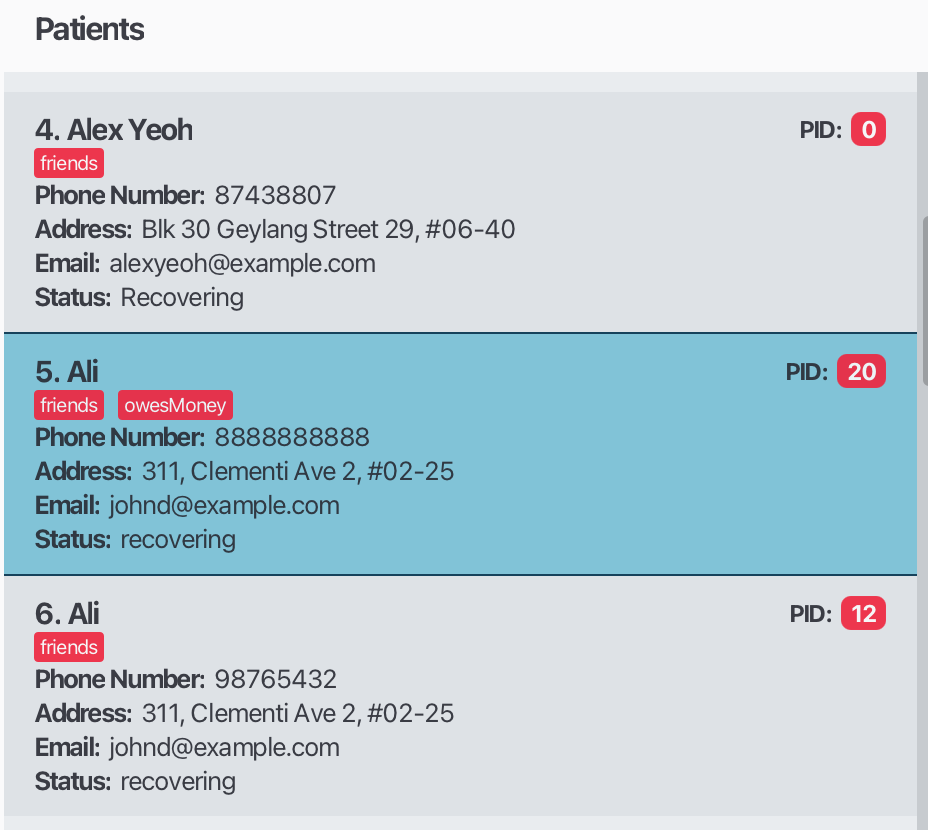 Patients
4. Alex Yeoh PID: 0
friends
Phone Number: 87438807
Address: Blk 30 Geylang Street 29, #06-40
Email: alexyeoh@example.com
Status: Recovering
5. Ali PID: 20
friends owesMoney
Phone Number: 8888888888
Address: 311, Clementi Ave 2, #02-25
Email: johnd@example.com
Status: recovering
6. Ali PID: 12
friends
Phone Number: 98765432
Address: 311, Clementi Ave 2, #02-25
Email: johnd@example.com
Status: recovering